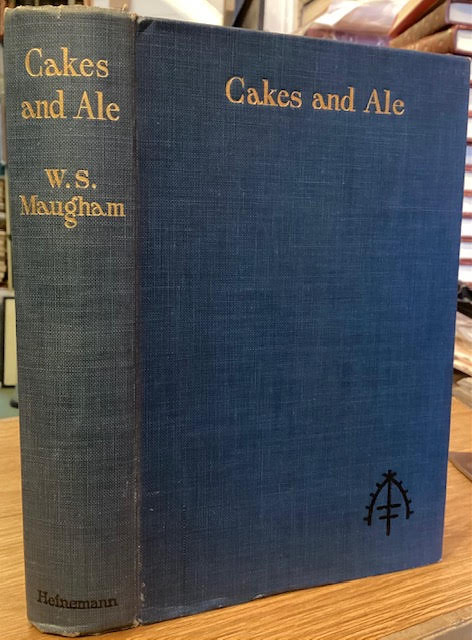 Cakes
and Ale
W. S.
Maugham
Heinemann
Cakes and Ale